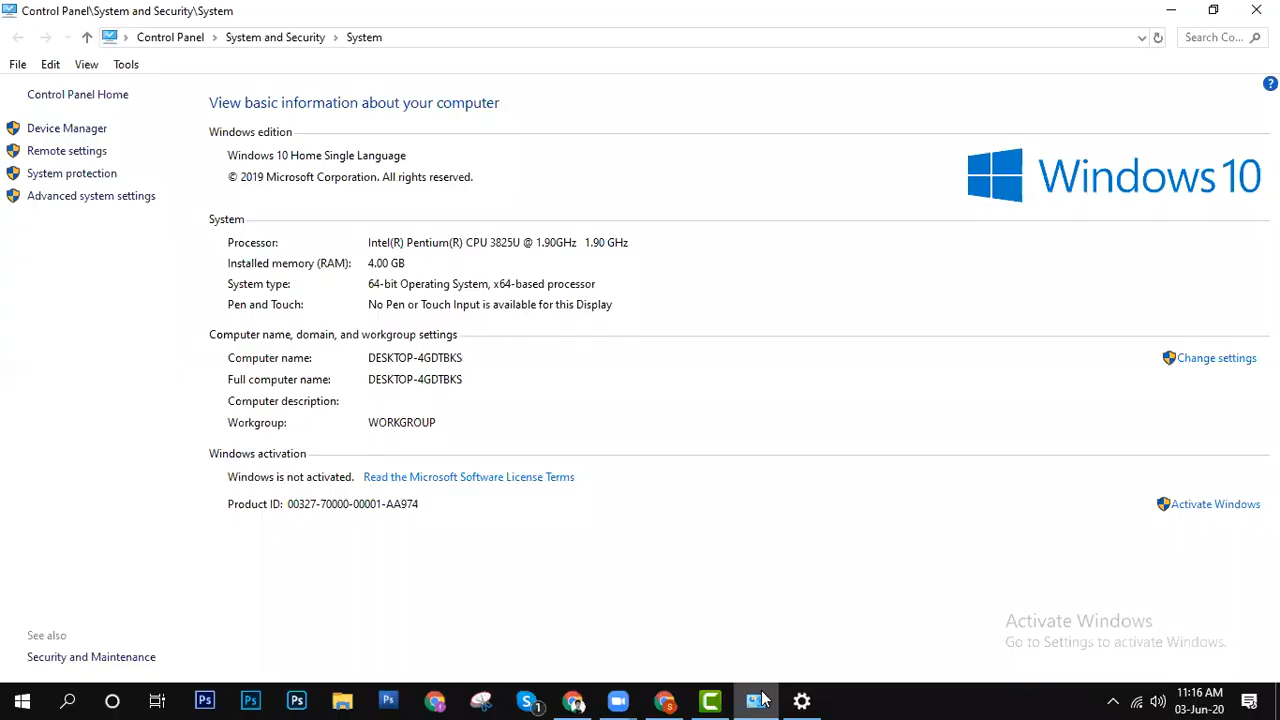 Control Panel\System and Security\System
Control Panel > System and Security > System
Search Co...
File Edit View Tools
Control Panel Home
Device Manager
Remote settings
System protection
Advanced system settings
View basic information about your computer
Windows edition
Windows 10 Home Single Language
© 2019 Microsoft Corporation. All rights reserved.
Windows 10
System
Processor: Intel(R) Pentium(R) CPU 3825U @ 1.90GHz 1.90 GHz
Installed memory (RAM): 4.00 GB
System type: 64-bit Operating System, x64-based processor
Pen and Touch: No Pen or Touch Input is available for this Display
Computer name, domain, and workgroup settings
Computer name: DESKTOP-4GDTBKS
Change settings
Full computer name: DESKTOP-4GDTBKS
Computer description:
Workgroup: WORKGROUP
Windows activation
Windows is not activated. Read the Microsoft Software License Terms
Product ID: 00327-70000-00001-AA974
Activate Windows
Activate Windows
Go to Settings to activate Windows.
See also
Security and Maintenance
Ps Ps Ps Ps S 1 S C
11:16 AM
03-Jun-20